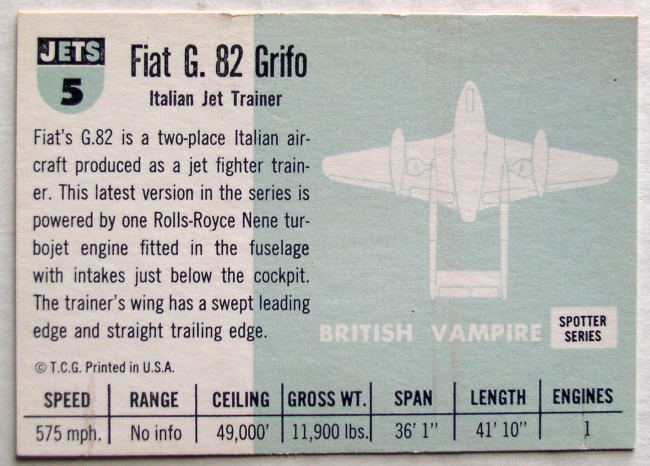 JETS
5
Fiat G. 82 Grifo
Italian Jet Trainer
Fiat's G.82 is a two-place Italian air-
craft produced as a jet fighter train-
er. This latest version in the series is
powered by one Rolls-Royce Nene tur-
bojet engine fitted in the fuselage
with intakes just below the cockpit.
The trainer's wing has a swept leading
edge and straight trailing edge.
BRITISH VAMPIRE
SPOTTER
SERIES
© T.C.G. Printed in U.S.A.
SPEED RANGE CEILING GROSS WT. SPAN LENGTH ENGINES
575 mph. No info 49,000' 11,900 lbs. 36' 1" 41' 10" 1